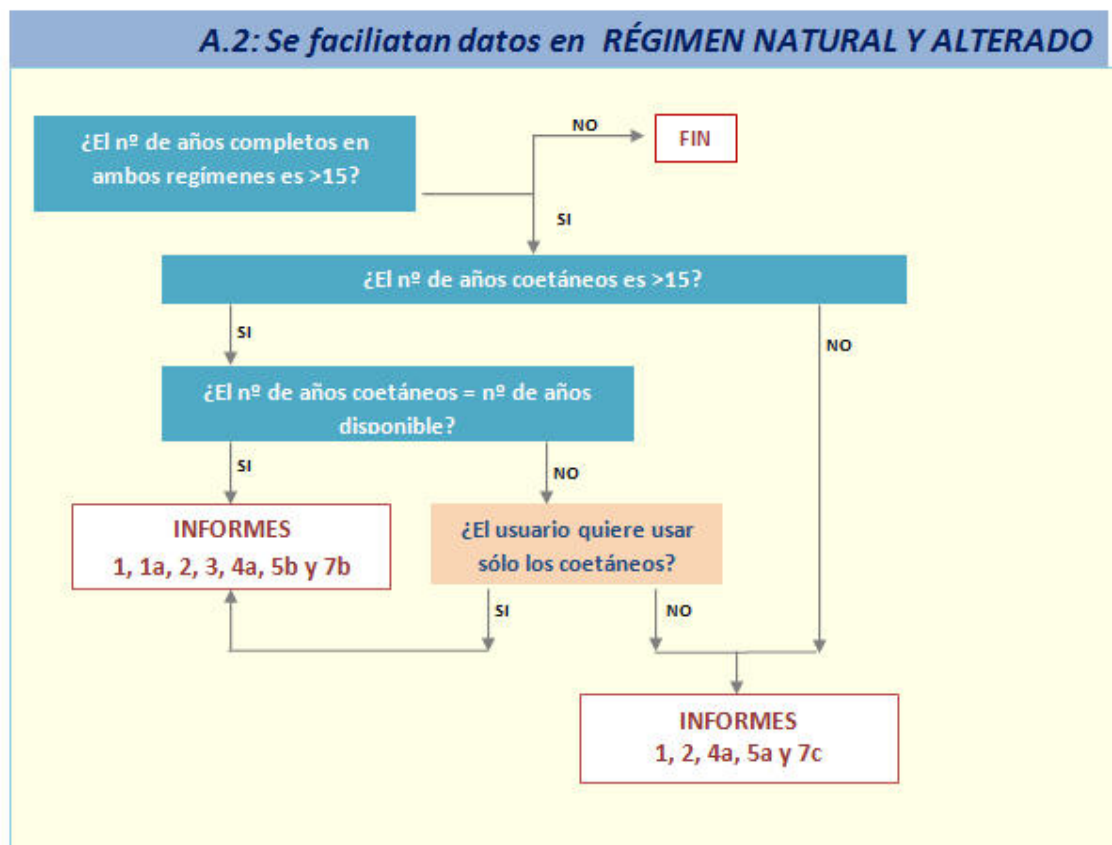 A.2: Se faciliatan datos en RÉGIMEN NATURAL Y ALTERADO
¿El nº de años completos en
ambos regímenes es >15?
NO
FIN
SI
¿El nº de años coetáneos es >15?
SI
NO
¿El nº de años coetáneos = nº de años
disponible?
SI
NO
INFORMES
1, 1a, 2, 3, 4a, 5b y 7b
¿El usuario quiere usar
sólo los coetáneos?
SI
NO
INFORMES
1, 2, 4a, 5a y 7c